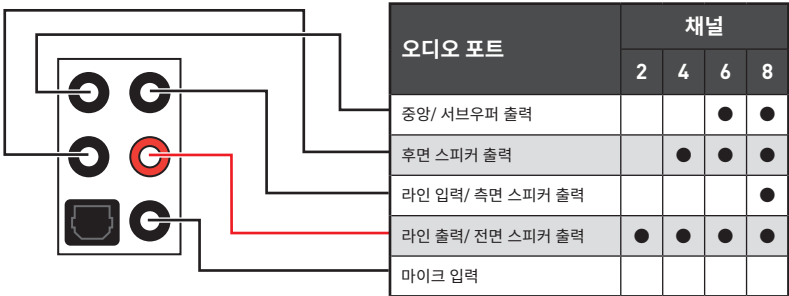 오디오 포트 채널
2 4 6 8
중앙/ 서브우퍼 출력 ● ●
후면 스피커 출력 ● ● ●
라인 입력/ 측면 스피커 출력 ●
라인 출력/ 전면 스피커 출력 ● ● ● ●
마이크 입력